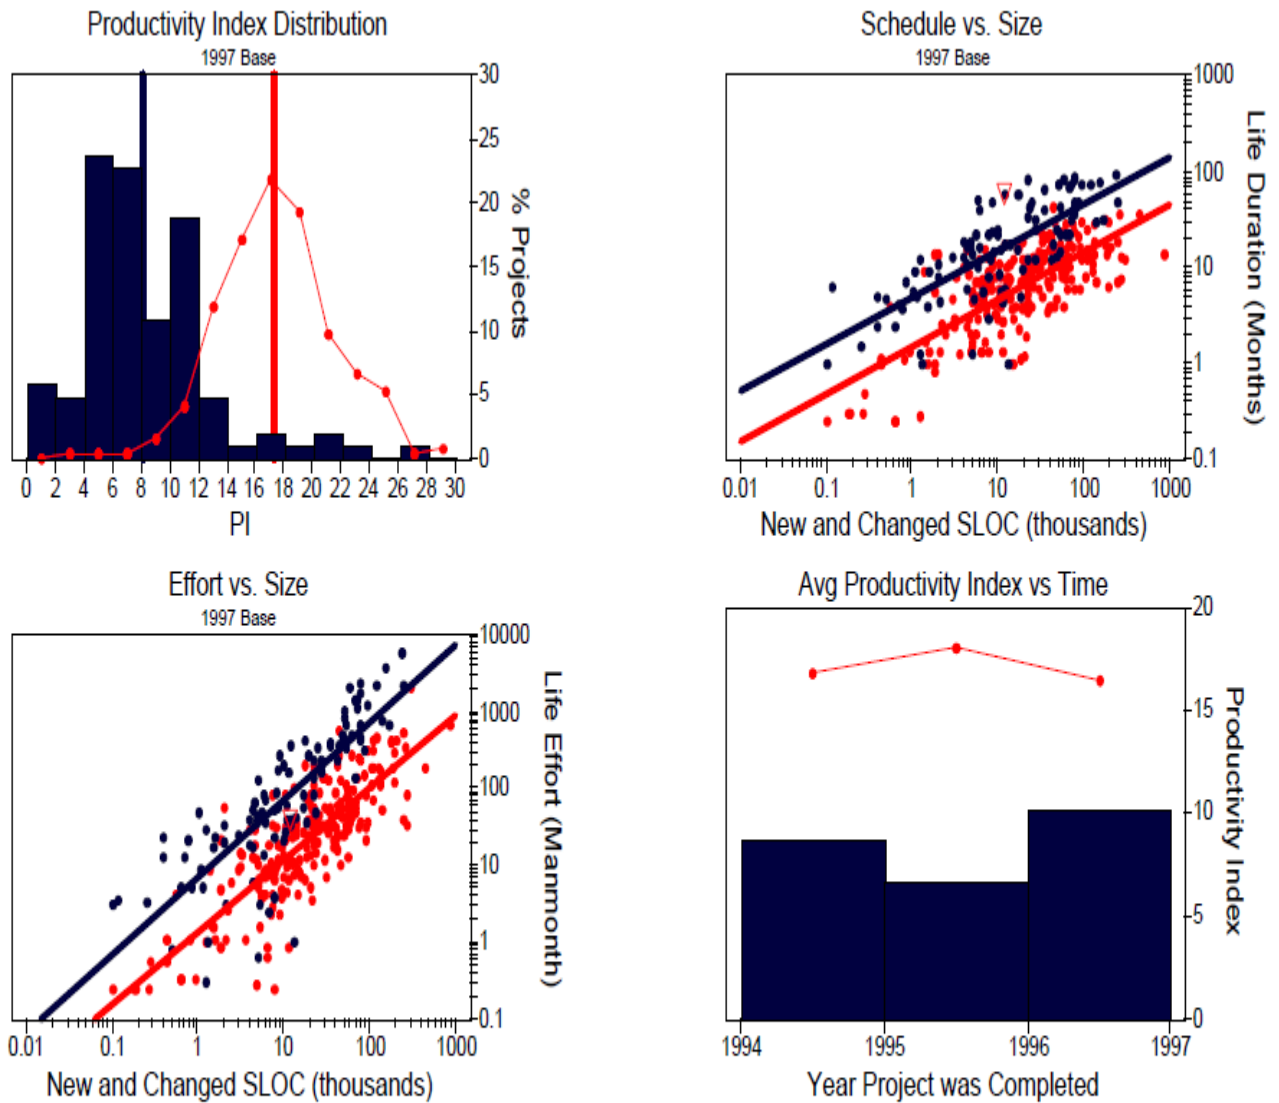 Productivity Index Distribution
1997 Base
30
25
20
15
10
5
0
% Projects
0 2 4 6 8 10 12 14 16 18 20 22 24 26 28 30
PI
Schedule vs. Size
1997 Base
1000
100
10
1
0.1
Life Duration (Months)
0.01 0.1 1 10 100 1000
New and Changed SLOC (thousands)
Effort vs. Size
1997 Base
10000
1000
100
10
1
0.1
Life Effort (Manmonth)
0.01 0.1 1 10 100 1000
New and Changed SLOC (thousands)
Avg Productivity Index vs Time
20
15
10
5
0
Productivity Index
1994 1995 1996 1997
Year Project was Completed